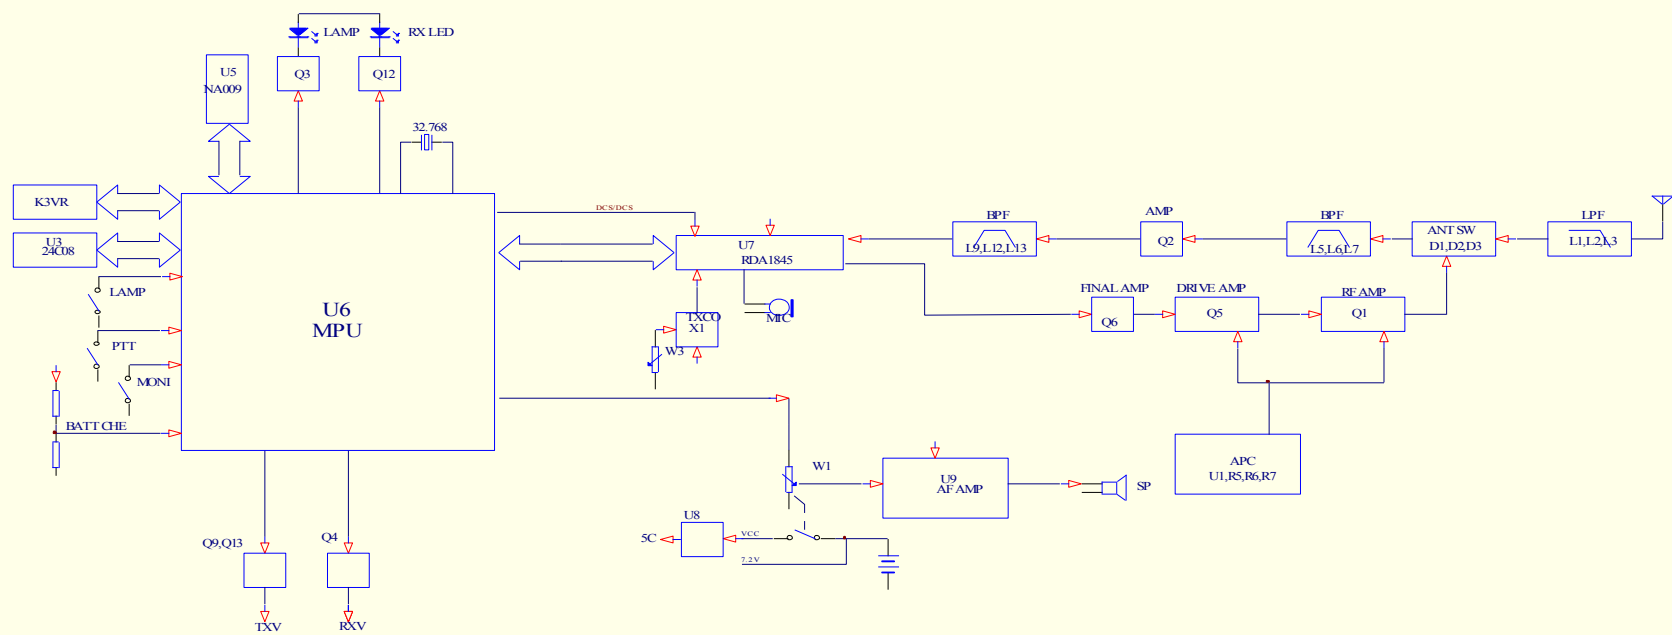 LAMP
RX LED
U5
NA009
Q3
Q12
32.768
K3VR
U3
24C08
DCS/DCS
U7
RDA1845
BPF
L9,L12,L13
AMP
Q2
BPF
L5,L6,L7
ANT SW
D1,D2,D3
LPF
L1,L2,L3
LAMP
PTT
MONI
BATT CHE
U6
MPU
TXCO
X1
W3
MIC
FINAL AMP
Q6
DRIVE AMP
Q5
RF AMP
Q1
APC
U1,R5,R6,R7
W1
U9
AF AMP
SP
U8
5C
VCC
7.2V
Q9,Q13
Q4
TXV
RXV